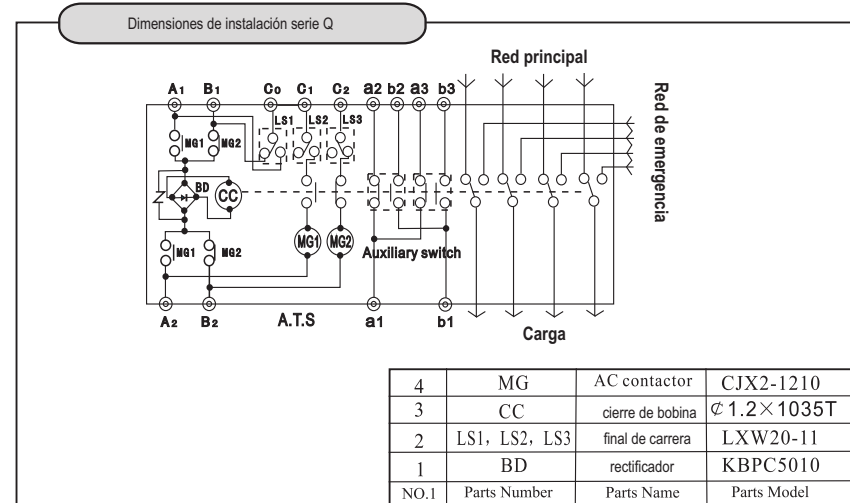 Dimensiones de instalación serie Q
Red principal
A1 B1 C0 C1 C2 a2 b2 a3 b3
Red de emergencia
LS1 LS2 LS3
MG1 MG2
BD
CC
MG1 MG2
MG1 MG2
Auxiliary switch
A2 B2 A.T.S a1 b1
Carga
4 MG AC contactor CJX2-1210
3 CC cierre de bobina ₵1.2×1035T
2 LS1, LS2, LS3 final de carrera LXW20-11
1 BD rectificador KBPC5010
NO.1 Parts Number Parts Name Parts Model